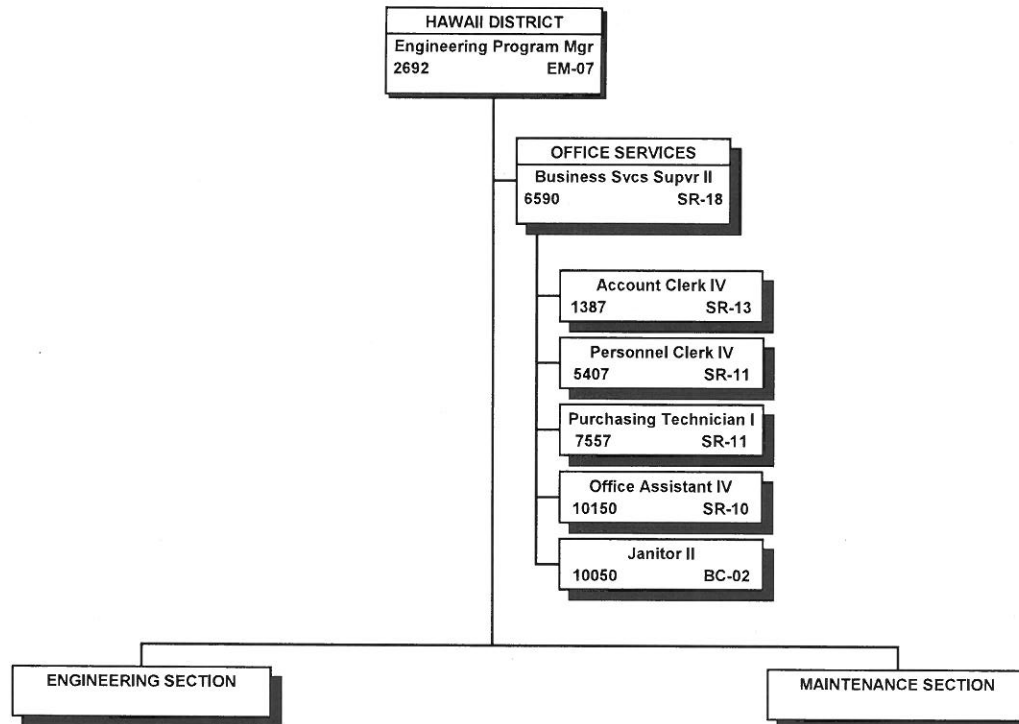 HAWAII DISTRICT
Engineering Program Mgr
2692 EM-07
OFFICE SERVICES
Business Svcs Supvr II
6590 SR-18
Account Clerk IV
1387 SR-13
Personnel Clerk IV
5407 SR-11
Purchasing Technician I
7557 SR-11
Office Assistant IV
10150 SR-10
Janitor II
10050 BC-02
ENGINEERING SECTION
MAINTENANCE SECTION